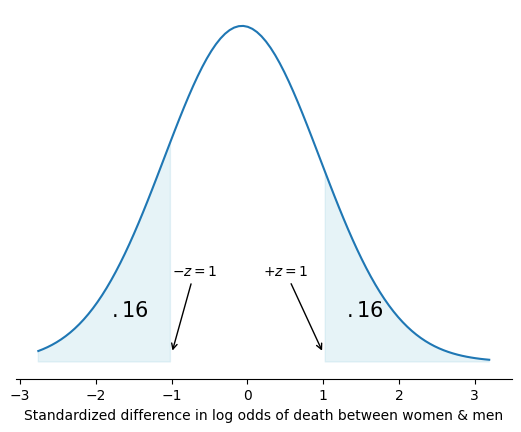 −z = 1
+z = 1
. 16
. 16
−3 −2 −1 0 1 2 3
Standardized difference in log odds of death between women & men